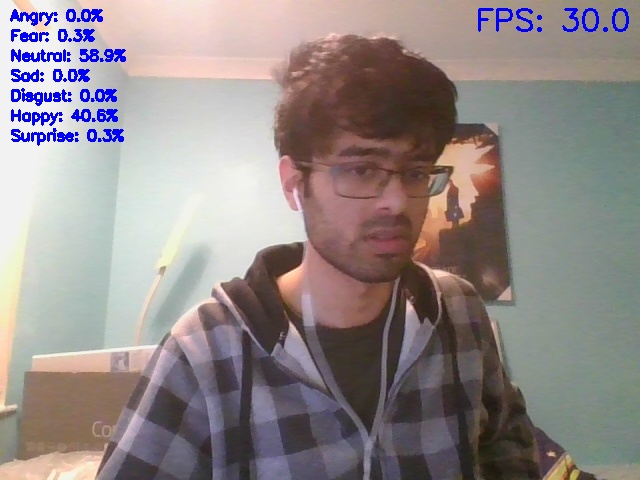 Angry: 0.0%
Fear: 0.3%
Neutral: 58.9%
Sad: 0.0%
Disgust: 0.0%
Happy: 40.6%
Surprise: 0.3%
FPS: 30.0